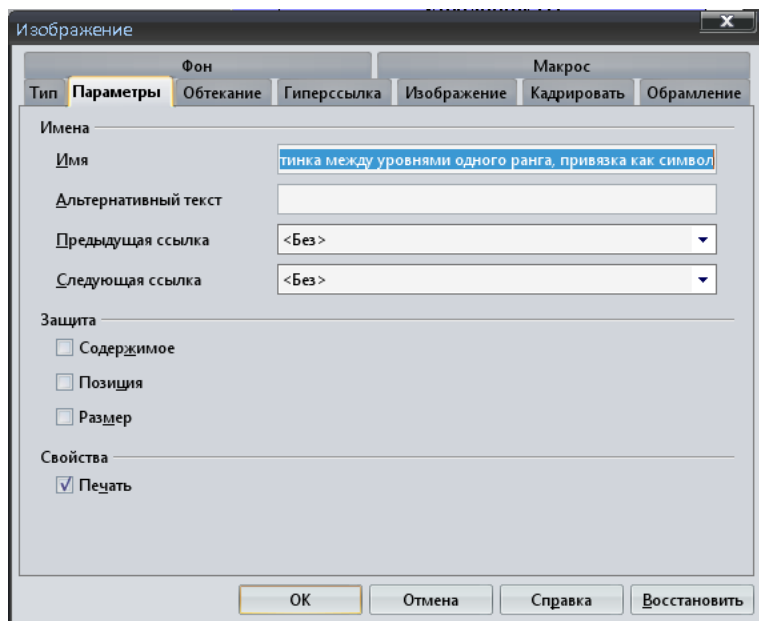 Изображение
Фон Макрос
Тип Параметры Обтекание Гиперссылка Изображение Кадрировать Обрамление
Имена
Имя тинка между уровнями одного ранга, привязка как символ
Альтернативный текст
Предыдущая ссылка <Без>
Следующая ссылка <Без>
Защита
Содержимое
Позиция
Размер
Свойства
Печать
ОК Отмена Справка Восстановить